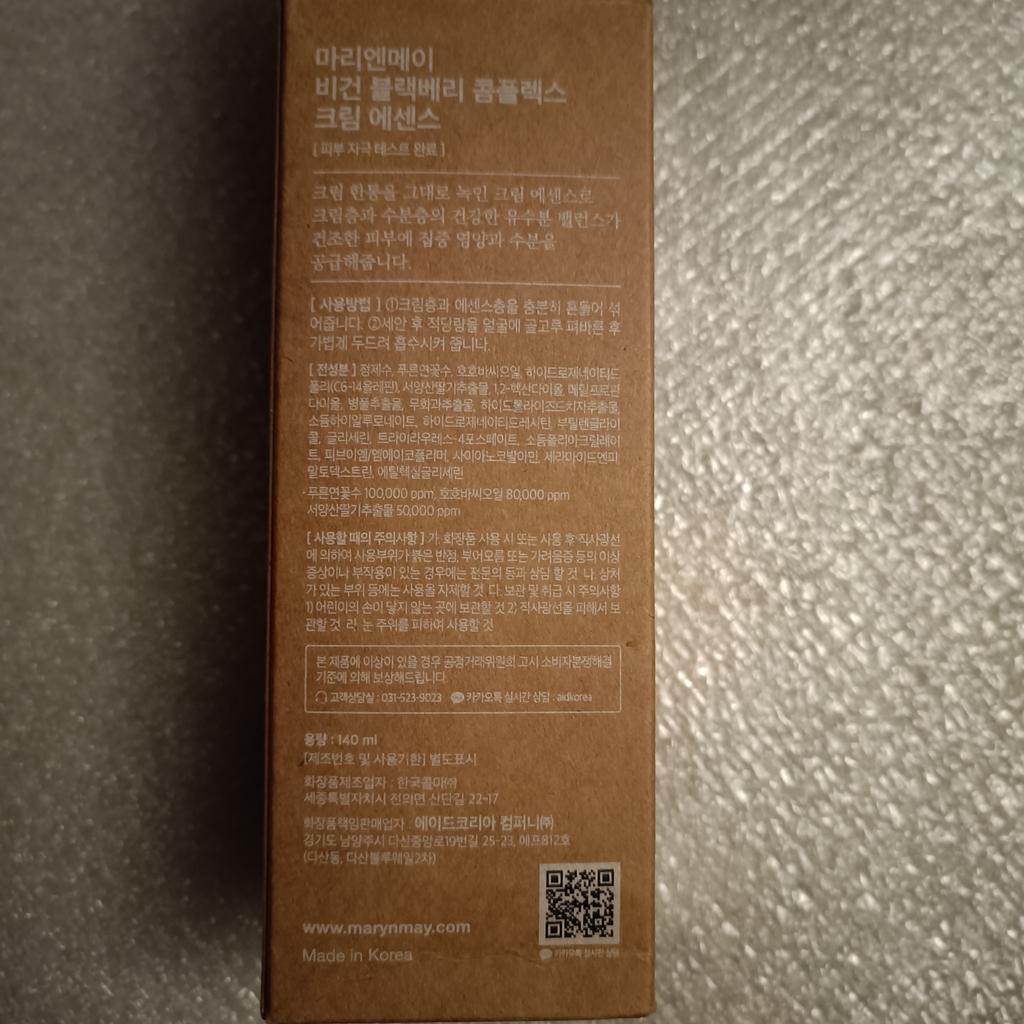 마리엔메이
비건 블랙베리 콤플렉스
크림 에센스
[ 피부 자극 테스트 완료 ]
크림 한통을 그대로 녹인 크림 에센스로
크림층과 수분층의 건강한 유수분 밸런스가
건조한 피부에 집중 영양과 수분을
공급해줍니다.
[ 사용방법 ] ①크림층과 에센스층을 충분히 흔들어 섞
어줍니다. ②세안 후 적당량을 얼굴에 골고루 펴바른 후
가볍게 두드려 흡수시켜 줍니다.
[ 전성분 ] 정제수, 푸른연꽃수, 호호바씨오일, 하이드로제네이티드
폴리(C6-14올레핀), 서양산딸기추출물, 1,2-헥산다이올, 메틸프로판
다이올, 병풀추출물, 무화과추출물, 하이드롤라이즈드치자추출물,
소듐하이알루로네이트, 하이드로제네이티드레시틴, 부틸렌글라이
콜, 글리세린, 트라이라우레스-4포스페이트, 소듐폴리아크릴레이
트, 피브이엠/엠에이코폴리머, 사이아노코발아민, 세라마이드엔피
말토덱스트린, 에틸헥실글리세린
- 푸른연꽃수 100,000 ppm, 호호바씨오일 80,000 ppm
서양산딸기추출물 50,000 ppm
[ 사용할 때의 주의사항 ] 가. 화장품 사용 시 또는 사용 후 직사광선
에 의하여 사용부위가 붉은 반점, 부어오름 또는 가려움증 등의 이상
증상이나 부작용이 있는 경우에는 전문의 등과 상담 할 것 나. 상처
가 있는 부위 등에는 사용을 자제할 것 다. 보관 및 취급 시 주의사항
1) 어린이의 손이 닿지 않는 곳에 보관할 것 2) 직사광선을 피해서 보
관할 것 라. 눈 주위를 피하여 사용할 것
본 제품에 이상이 있을 경우 공정거래위원회 고시 소비자분쟁해결
기준에 의해 보상해드립니다.
고객상담실 : 031-523-9023 카카오톡 실시간 상담 : aidkorea
용량 : 140 ml
[제조번호 및 사용기한] 별도표시
화장품제조업자 : 한국콜마㈜
세종특별자치시 전의면 산단길 22-17
화장품책임판매업자 : 에이드코리아 컴퍼니㈜
경기도 남양주시 다산중앙로19번길 25-23, 에프812호
(다산동, 다산블루웨일2차)
www.marynmay.com
Made in Korea
카카오톡 실시간 상담